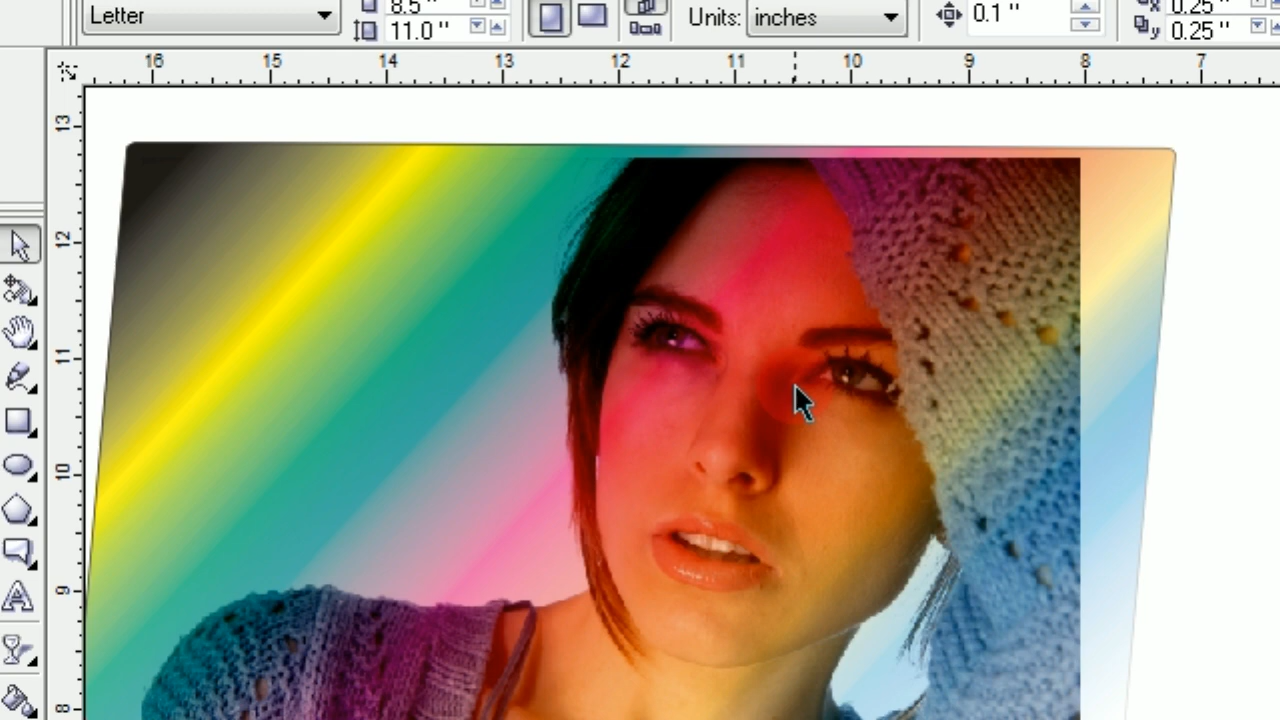 Letter 8.5 " 11.0 " Units: inches 0.1 " x 0.25 " y 0.25 "
16 15 14 13 12 11 10 9 8 7
13
12
11
10
9
8
A